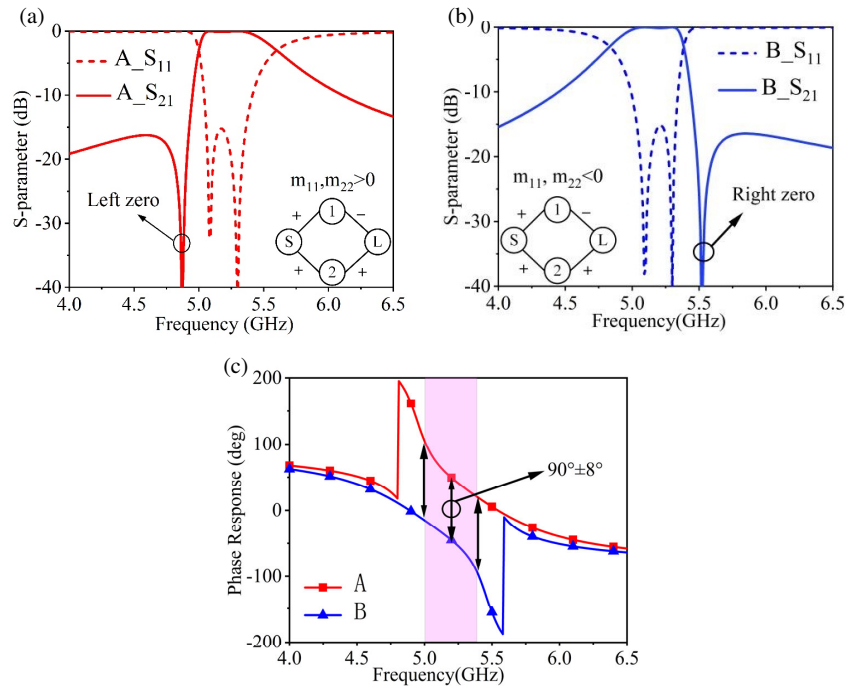 (a)
0
-10
-20
-30
-40
S-parameter (dB)
A_S11
A_S21
Left zero
m11,m22>0
+ 1 −
S L
+ 2 +
4.0 4.5 5.0 5.5 6.0 6.5
Frequency (GHz)
(b)
0
-10
-20
-30
-40
S-parameter (dB)
B_S11
B_S21
Right zero
m11, m22<0
+ 1 −
S L
+ 2 +
4.0 4.5 5.0 5.5 6.0 6.5
Frequency(GHz)
(c)
200
100
0
-100
-200
Phase Response (deg)
90°±8°
A
B
4.0 4.5 5.0 5.5 6.0 6.5
Frequency(GHz)